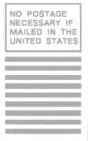 NO POSTAGE
NECESSARY IF
MAILED IN THE
UNITED STATES